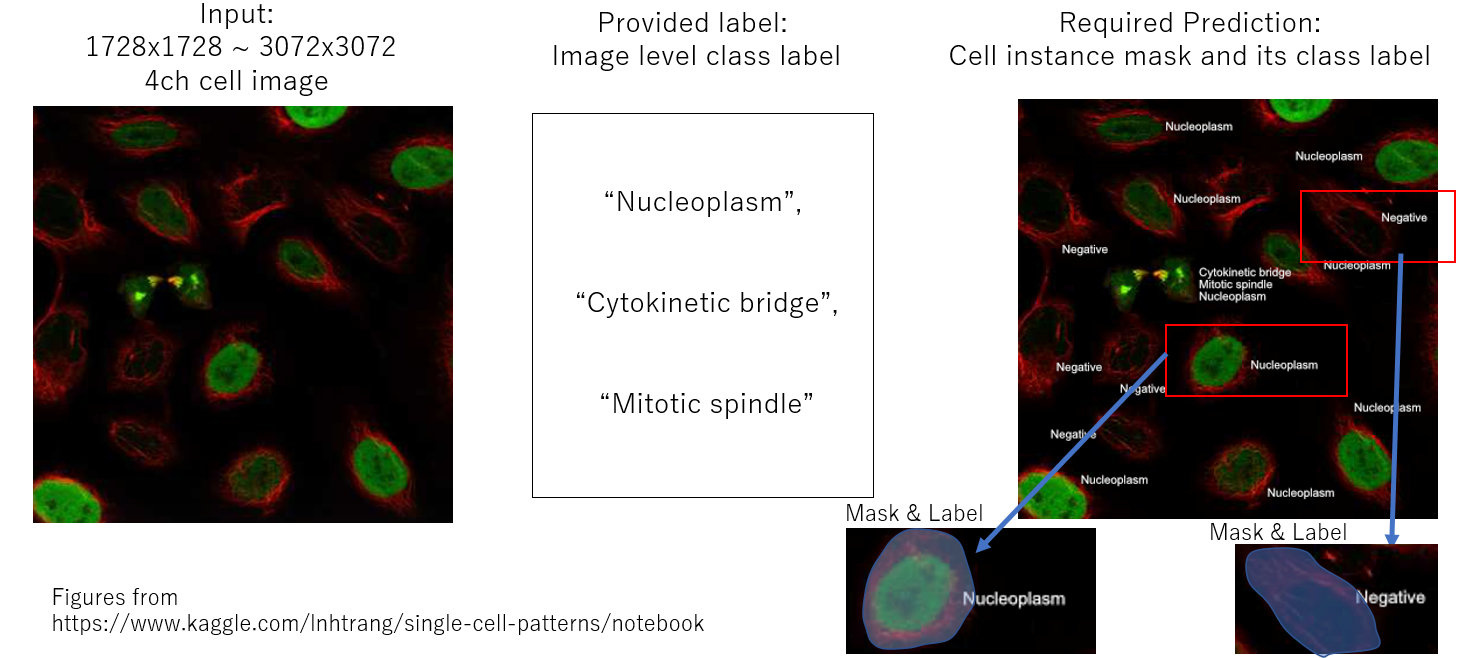 Input:
1728x1728 ~ 3072x3072
4ch cell image
Provided label:
Image level class label
Required Prediction:
Cell instance mask and its class label
“Nucleoplasm”,
“Cytokinetic bridge”,
“Mitotic spindle”
Nucleoplasm
Nucleoplasm
Nucleoplasm
Negative
Negative
Nucleoplasm
Cytokinetic bridge
Mitotic spindle
Nucleoplasm
Negative
Nucleoplasm
Negative
Nucleoplasm
Negative
Nucleoplasm
Nucleoplasm
Mask & Label
Nucleoplasm
Mask & Label
Negative
Figures from
https://www.kaggle.com/lnhtrang/single-cell-patterns/notebook